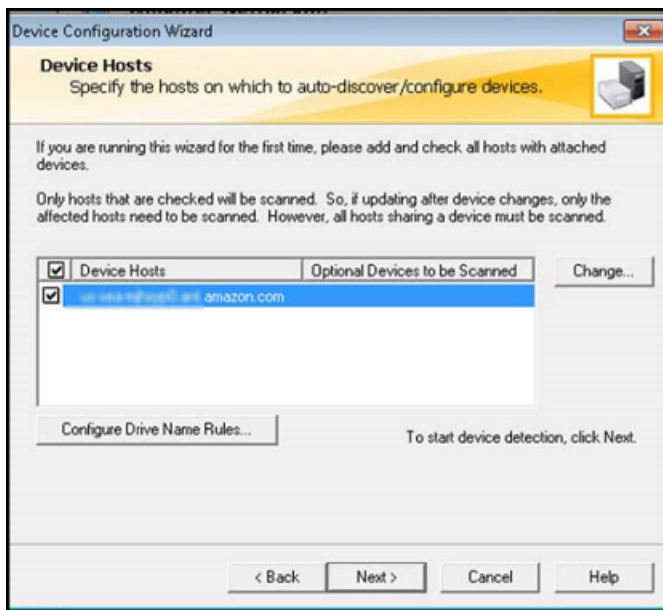 Device Configuration Wizard
Device Hosts
Specify the hosts on which to auto-discover/configure devices.
If you are running this wizard for the first time, please add and check all hosts with attached
devices.
Only hosts that are checked will be scanned. So, if updating after device changes, only the
affected hosts need to be scanned. However, all hosts sharing a device must be scanned.
Device Hosts Optional Devices to be Scanned Change...
amazon.com
Configure Drive Name Rules...
To start device detection, click Next.
< Back Next > Cancel Help